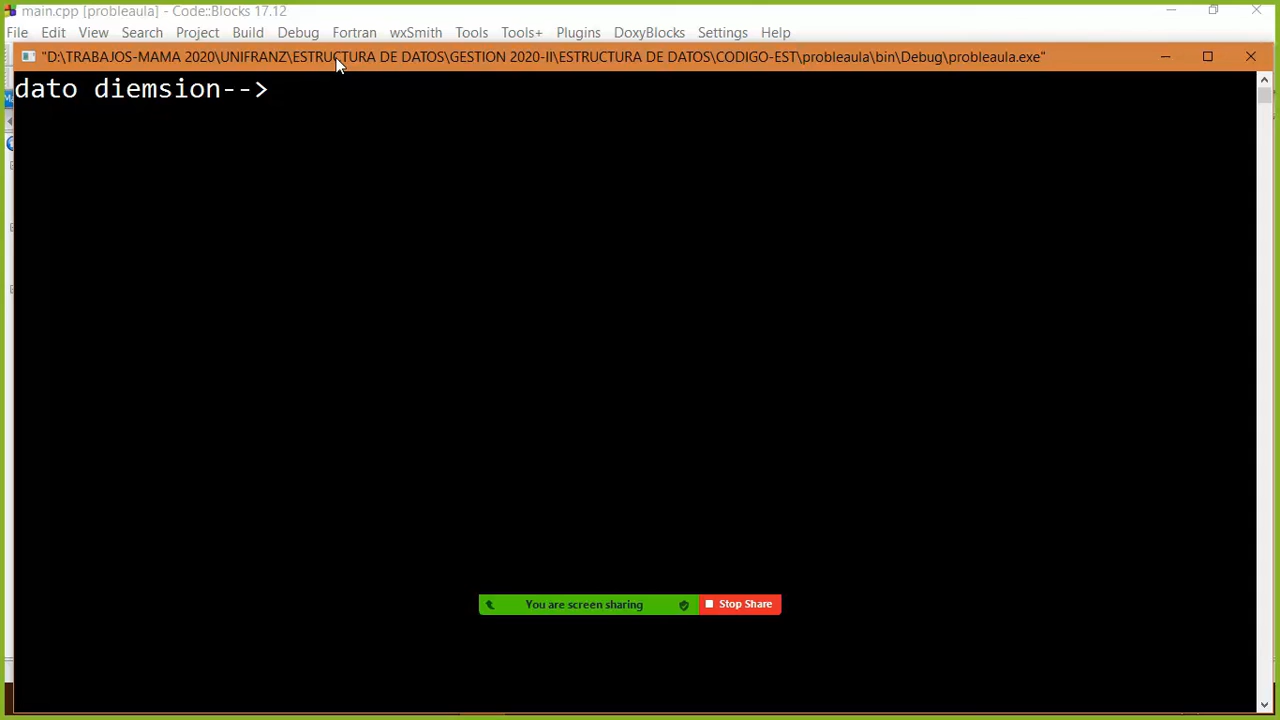 main.cpp [probleaula] - Code::Blocks 17.12
File Edit View Search Project Build Debug Fortran wxSmith Tools Tools+ Plugins DoxyBlocks Settings Help
"D:\TRABAJOS-MAMA 2020\UNIFRANZ\ESTRUCTURA DE DATOS\GESTION 2020-II\ESTRUCTURA DE DATOS\CODIGO-EST\probleaula\bin\Debug\probleaula.exe"
dato diemsion-->
You are screen sharing Stop Share